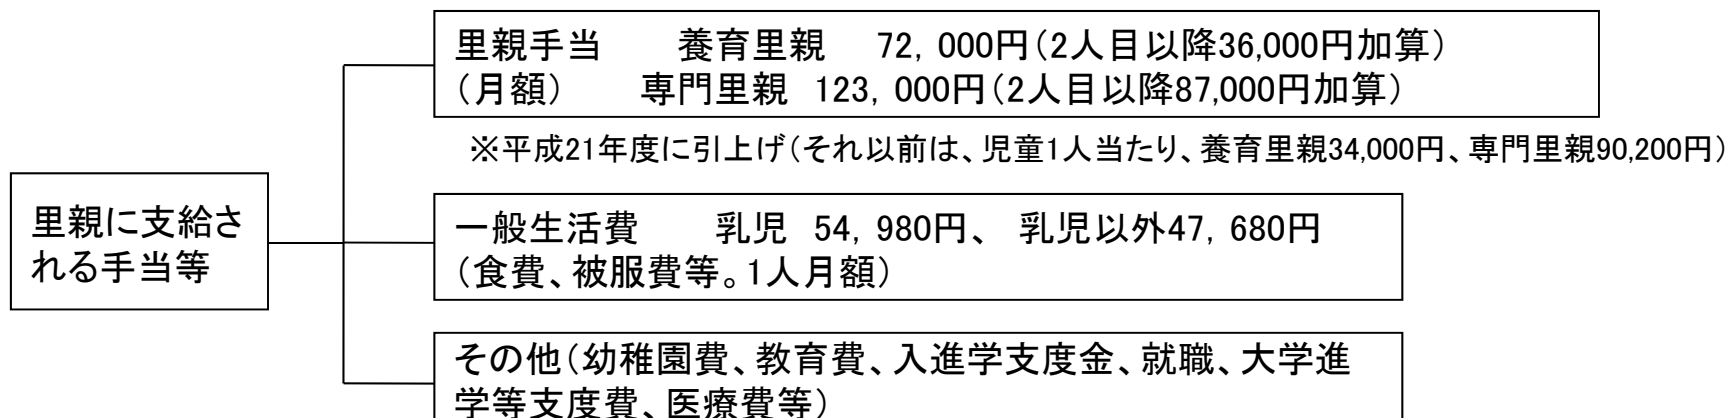 里親手当　　養育里親　 72，000円（2人目以降36,000円加算）
（月額）　　専門里親　123，000円（2人目以降87,000円加算）
※平成21年度に引上げ（それ以前は、児童1人当たり、養育里親34,000円、専門里親90,200円）
里親に支給さ
れる手当等
一般生活費　　乳児　54，980円、 乳児以外47，680円
（食費、被服費等。1人月額）
その他（幼稚園費、教育費、入進学支度金、就職、大学進
学等支度費、医療費等）